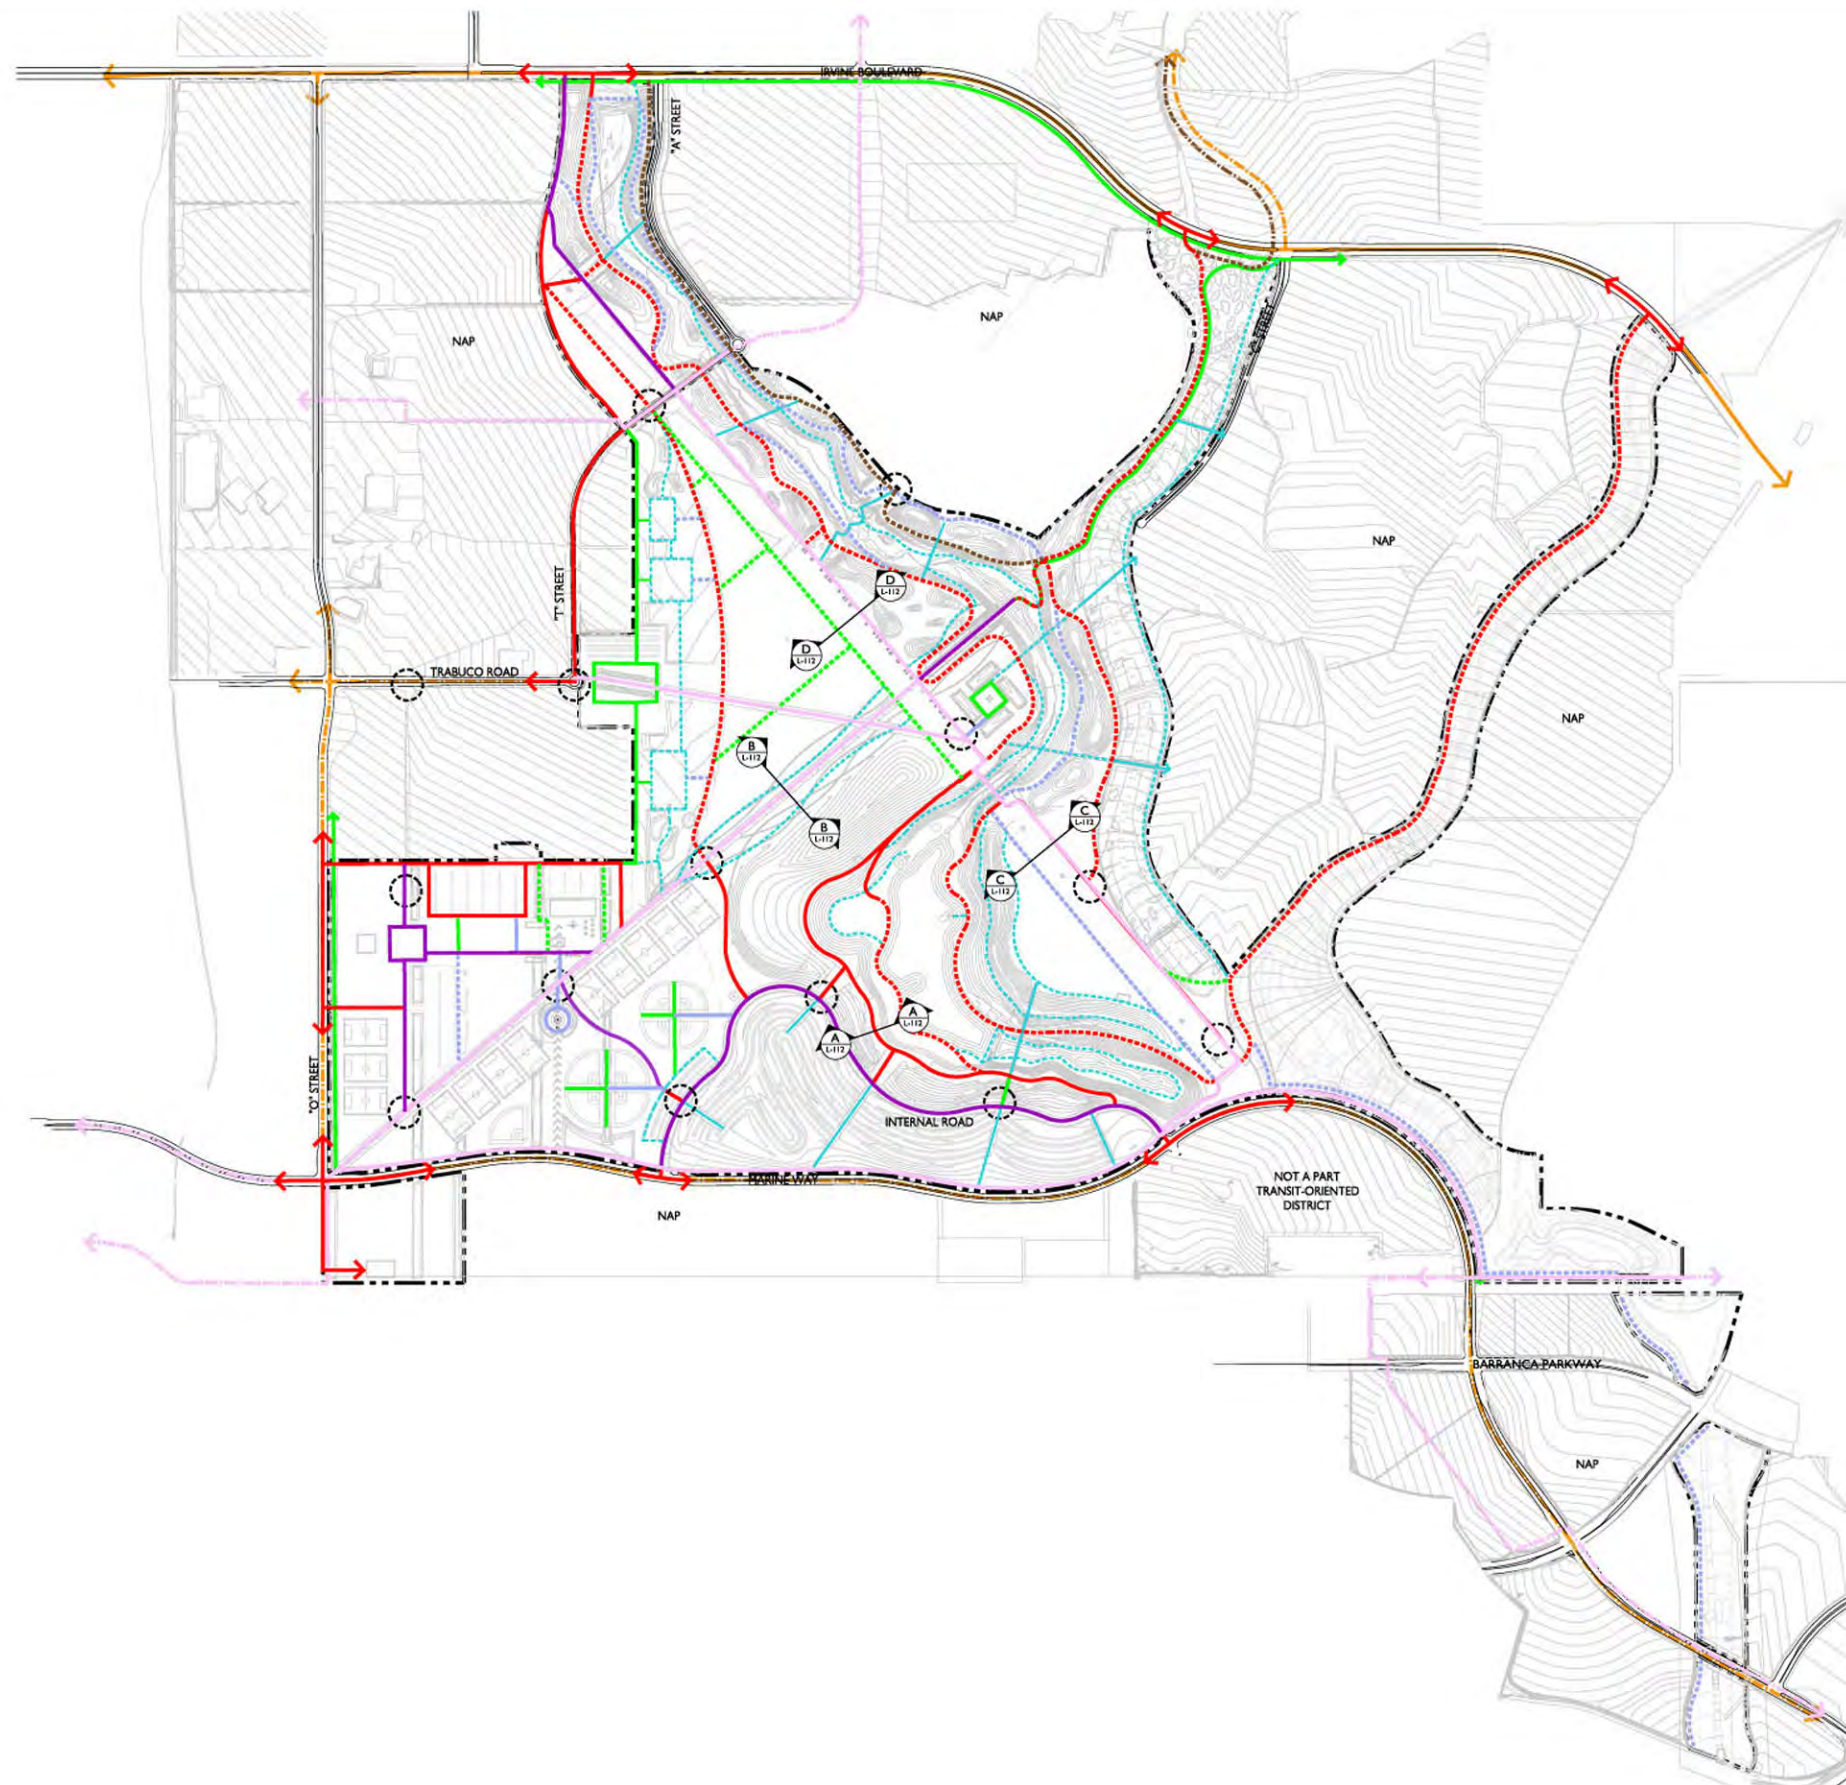 IRVINE BOULEVARD
"A" STREET
NAP
NAP
STREET
NAP
"T" STREET
D
L-112
D
L-112
TRABUCO ROAD
NAP
B
L-112
B
L-112
C
L-112
C
L-112
A
L-112
A
L-112
"O" STREET
INTERNAL ROAD
MARINE WAY
NOT A PART
TRANSIT-ORIENTED
DISTRICT
NAP
BARRANCA PARKWAY
NAP